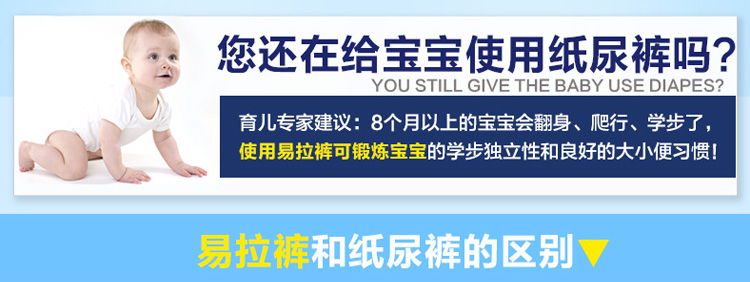 您还在给宝宝使用纸尿裤吗?
YOU STILL GIVE THE BABY USE DIAPES?
育儿专家建议：8个月以上的宝宝会翻身、爬行、学步了，
使用易拉裤可锻炼宝宝的学步独立性和良好的大小便习惯！
易拉裤和纸尿裤的区别▼